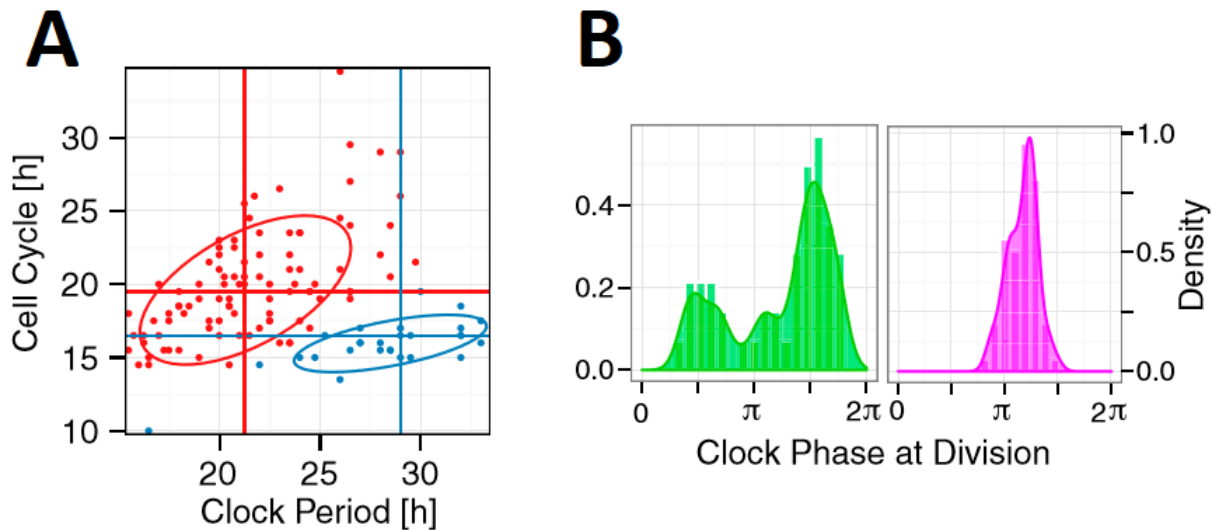 A
B
Cell Cycle [h]
30
25
20
15
10
20 25 30
Clock Period [h]
0.4
0.2
0.0
0 π 2π
0 π 2π
1.0
0.5
0.0
Density
Clock Phase at Division